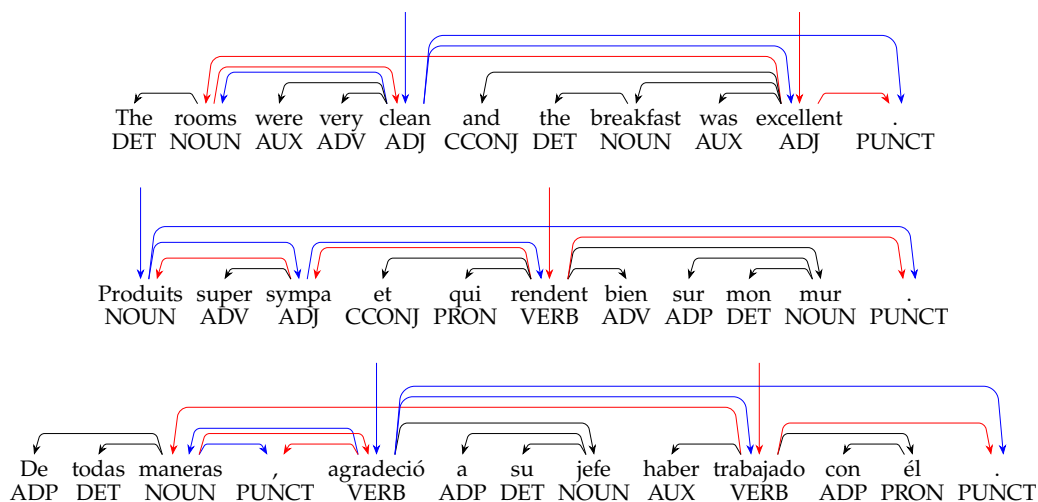 The rooms were very clean and the breakfast was excellent .
DET NOUN AUX ADV ADJ CCONJ DET NOUN AUX ADJ PUNCT
Produits super sympa et qui rendent bien sur mon mur .
NOUN ADV ADJ CCONJ PRON VERB ADV ADP DET NOUN PUNCT
De todas maneras , agradeció a su jefe haber trabajado con él .
ADP DET NOUN PUNCT VERB ADP DET NOUN AUX VERB ADP PRON PUNCT